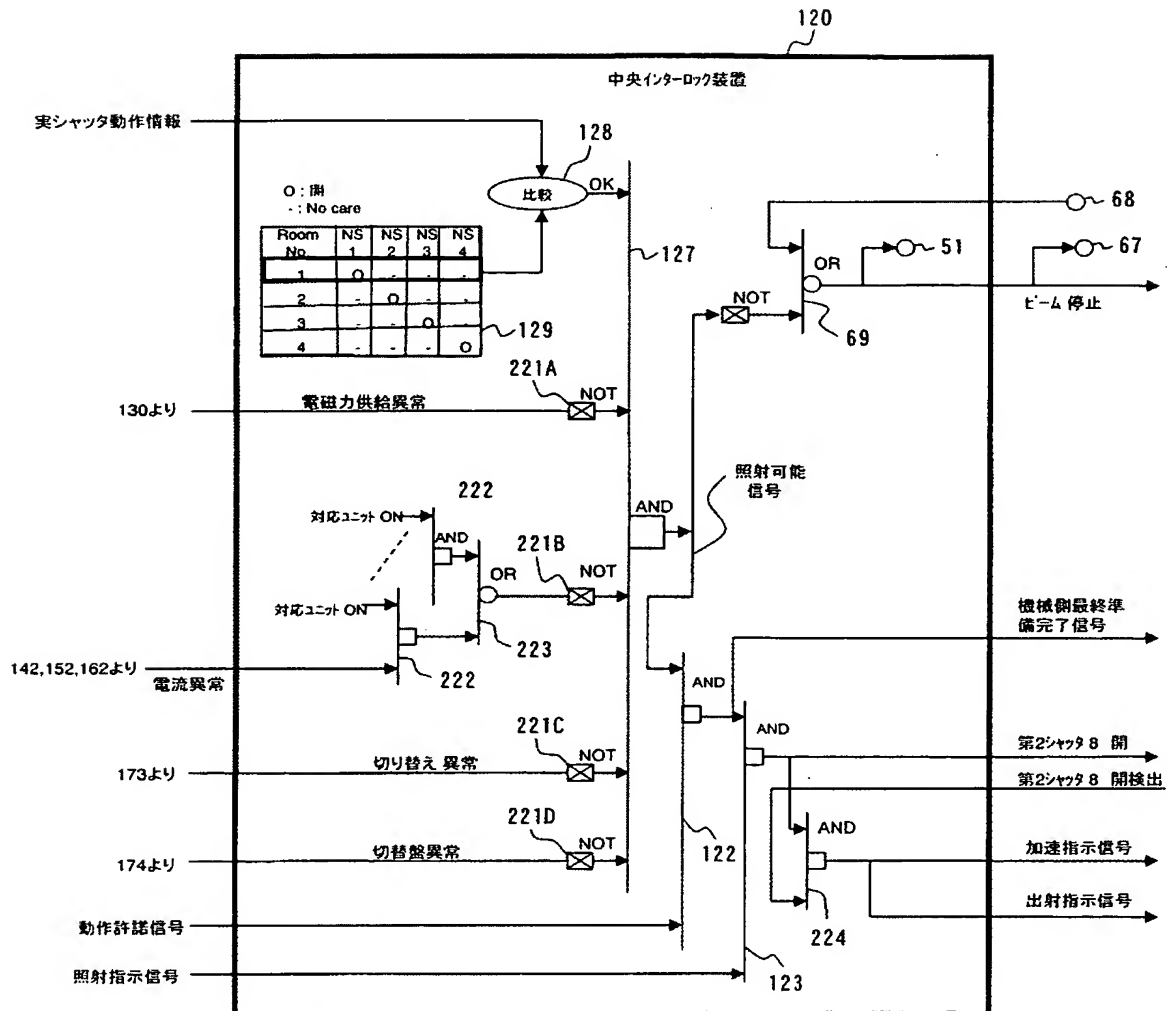 120
中央インターロック装置
実シャッタ動作情報
128
比較
OK
O : 開
- : No care
Room No. NS 1 NS 2 NS 3 NS 4
1 O - - -
2 - O - -
3 - - O -
4 - - - O
129
127
68
51
67
OR
NOT
69
ビーム 停止
221A
NOT
130より
電磁力供給異常
照射可能
信号
222
対応ユニット ON
AND
AND
221B
NOT
OR
対応ユニット ON
223
222
142,152,162より
電流異常
機械側最終準
備完了信号
AND
AND
221C
NOT
173より
切り替え 異常
第2シャッタ 8 開
第2シャッタ 8 開検出
221D
NOT
174より
切替盤異常
122
AND
加速指示信号
出射指示信号
224
動作許諾信号
123
照射指示信号